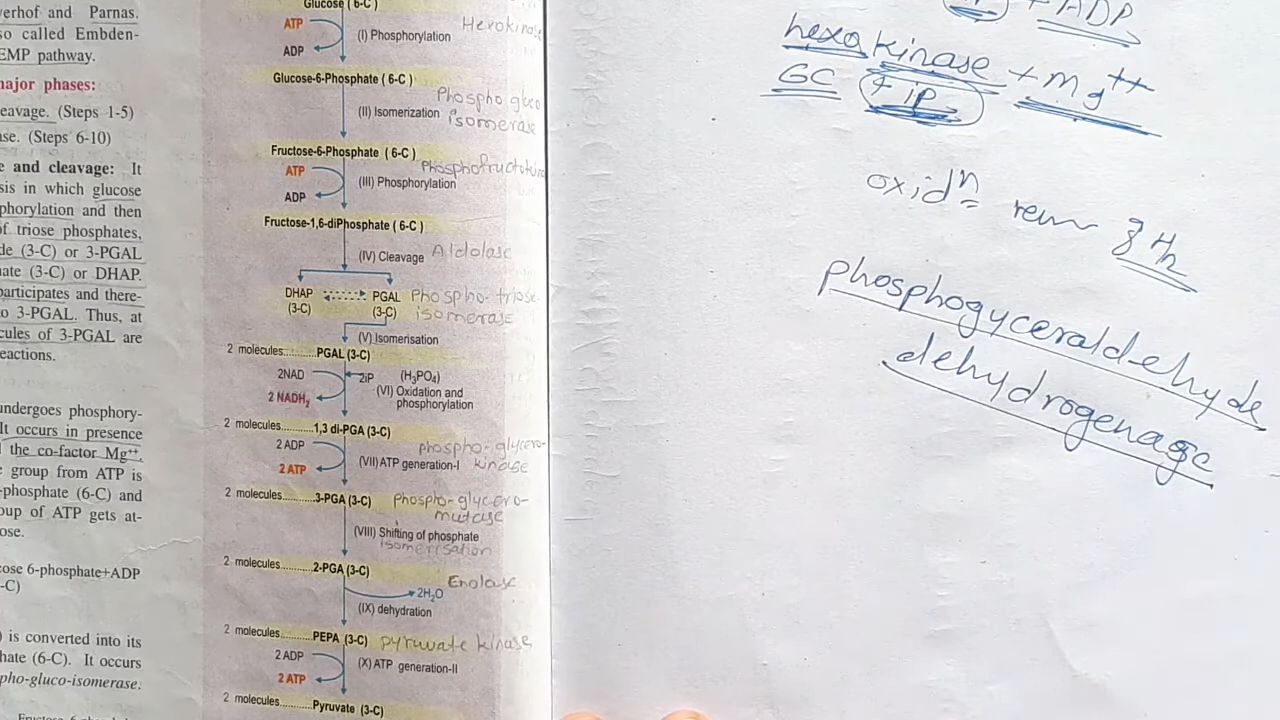 verhof and Parnas.
so called Embden-
EMP pathway.
major phases:
eavage. (Steps 1-5)
ase. (Steps 6-10)
e and cleavage: It
sis in which glucose
phorylation and then
of triose phosphates,
de (3-C) or 3-PGAL
nate (3-C) or DHAP.
participates and there-
o 3-PGAL. Thus, at
cules of 3-PGAL are
eactions.
undergoes phosphory-
It occurs in presence
the co-factor Mg⁺⁺.
e group from ATP is
-phosphate (6-C) and
oup of ATP gets at-
ose.
cose 6-phosphate+ADP
-C)
) is converted into its
hate (6-C). It occurs
pho-gluco-isomerase.
Glucose ( 6-C)
ATP
Hexokinase
(I) Phosphorylation
ADP
Glucose-6-Phosphate ( 6-C)
Phospho gluco
(II) Isomerization isomerase
Fructose-6-Phosphate ( 6-C)
Phosphofructokin
ATP
(III) Phosphorylation
ADP
Fructose-1,6-diPhosphate ( 6-C)
(IV) Cleavage Aldolase
DHAP PGAL Phospho-triose
(3-C) (3-C) isomerase
(V) Isomerisation
2 molecules...........PGAL (3-C)
2NAD 2iP (H₃PO₄)
2 NADH₂ (VI) Oxidation and
phosphorylation
2 molecules...........1,3 di-PGA (3-C)
2 ADP phospho-glycero-
2 ATP (VII) ATP generation-I kinase
2 molecules...........3-PGA (3-C) Phospho-glycero-
mutase
(VIII) Shifting of phosphate
isomerisation
2 molecules...........2-PGA (3-C)
Enolase
2H₂O
(IX) dehydration
2 molecules...........PEPA (3-C) pyruvate kinase
2 ADP
(X) ATP generation-II
2 ATP
2 molecules...........Pyruvate (3-C)
+ ADP
hexokinase + Mg⁺⁺
GC + iP
oxidⁿ = rem
H₂
phosphogyceraldehyde
dehydrogenase